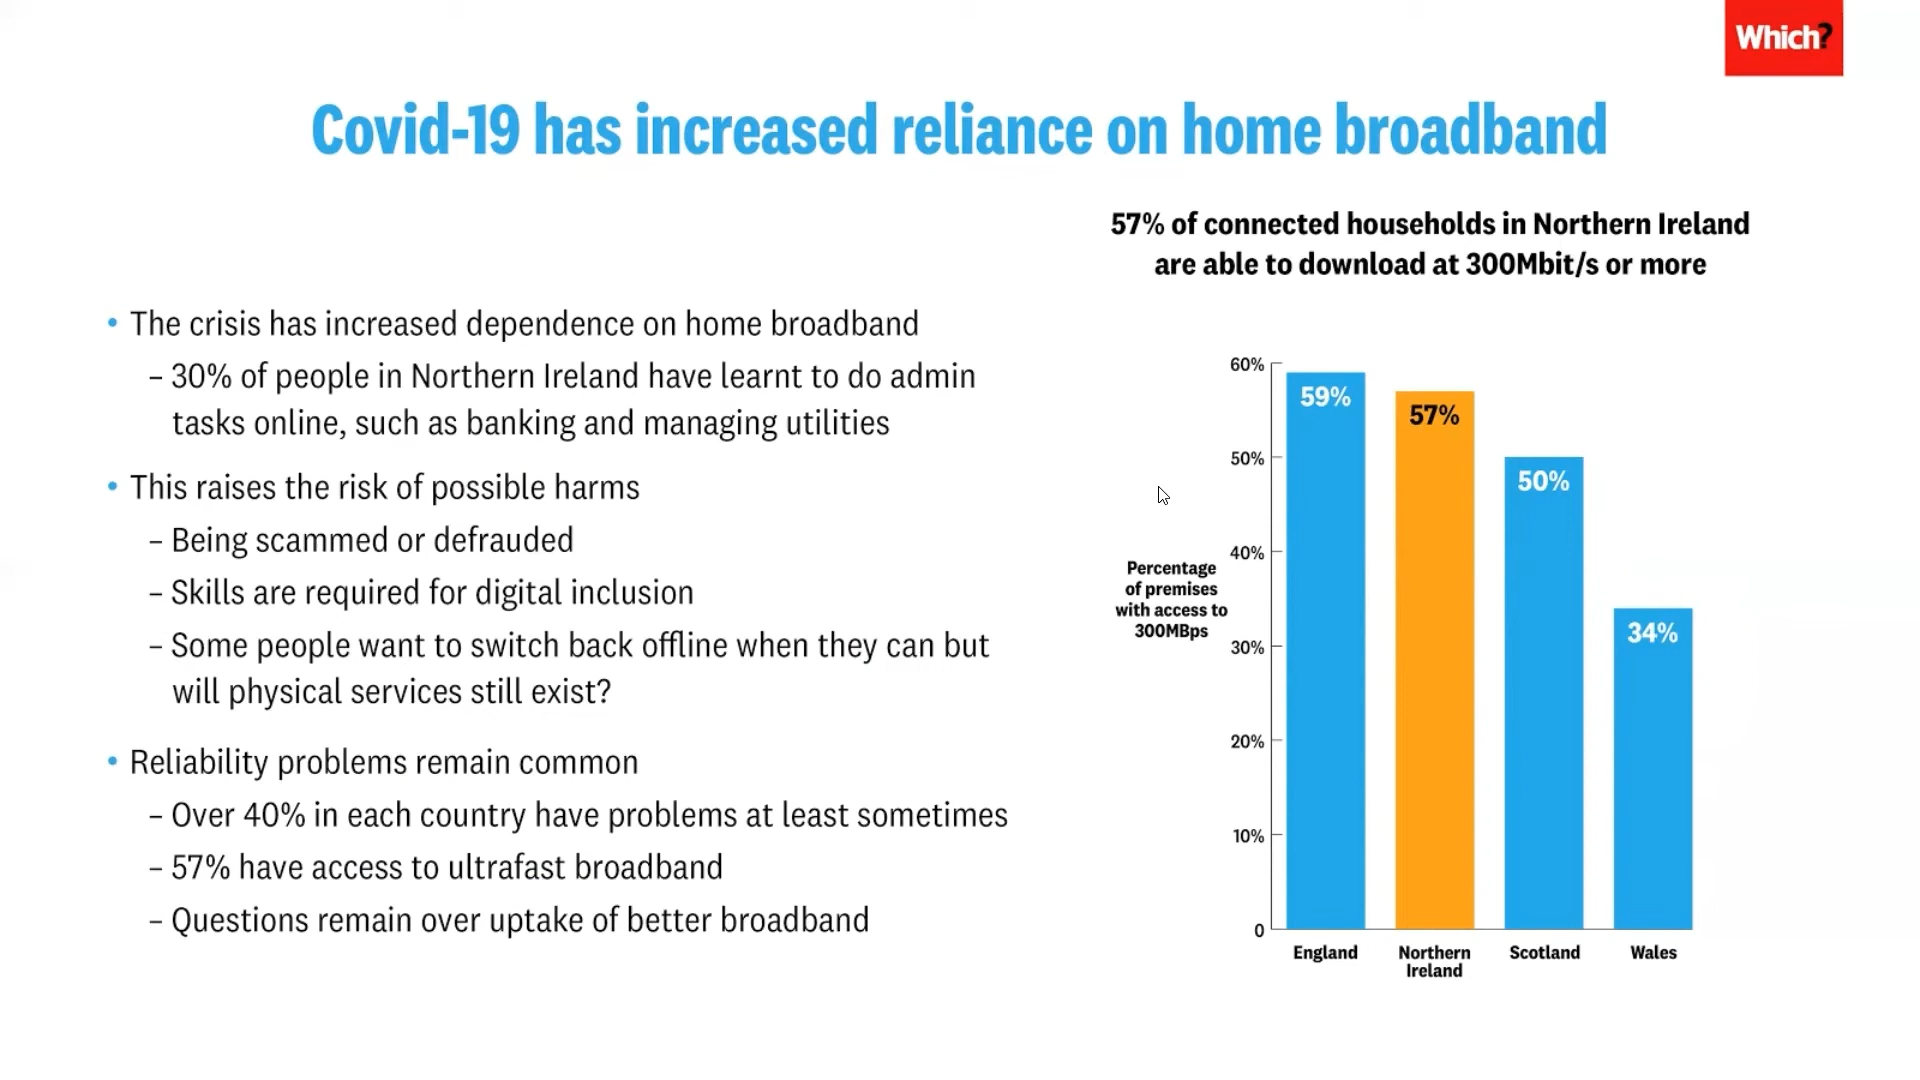 Which?
Covid-19 has increased reliance on home broadband
57% of connected households in Northern Ireland
are able to download at 300Mbit/s or more
• The crisis has increased dependence on home broadband
– 30% of people in Northern Ireland have learnt to do admin
tasks online, such as banking and managing utilities
• This raises the risk of possible harms
– Being scammed or defrauded
– Skills are required for digital inclusion
– Some people want to switch back offline when they can but
will physical services still exist?
• Reliability problems remain common
– Over 40% in each country have problems at least sometimes
– 57% have access to ultrafast broadband
– Questions remain over uptake of better broadband
Percentage
of premises
with access to
300MBps
60%
50%
40%
30%
20%
10%
0
59%
57%
50%
34%
England
Northern
Ireland
Scotland
Wales